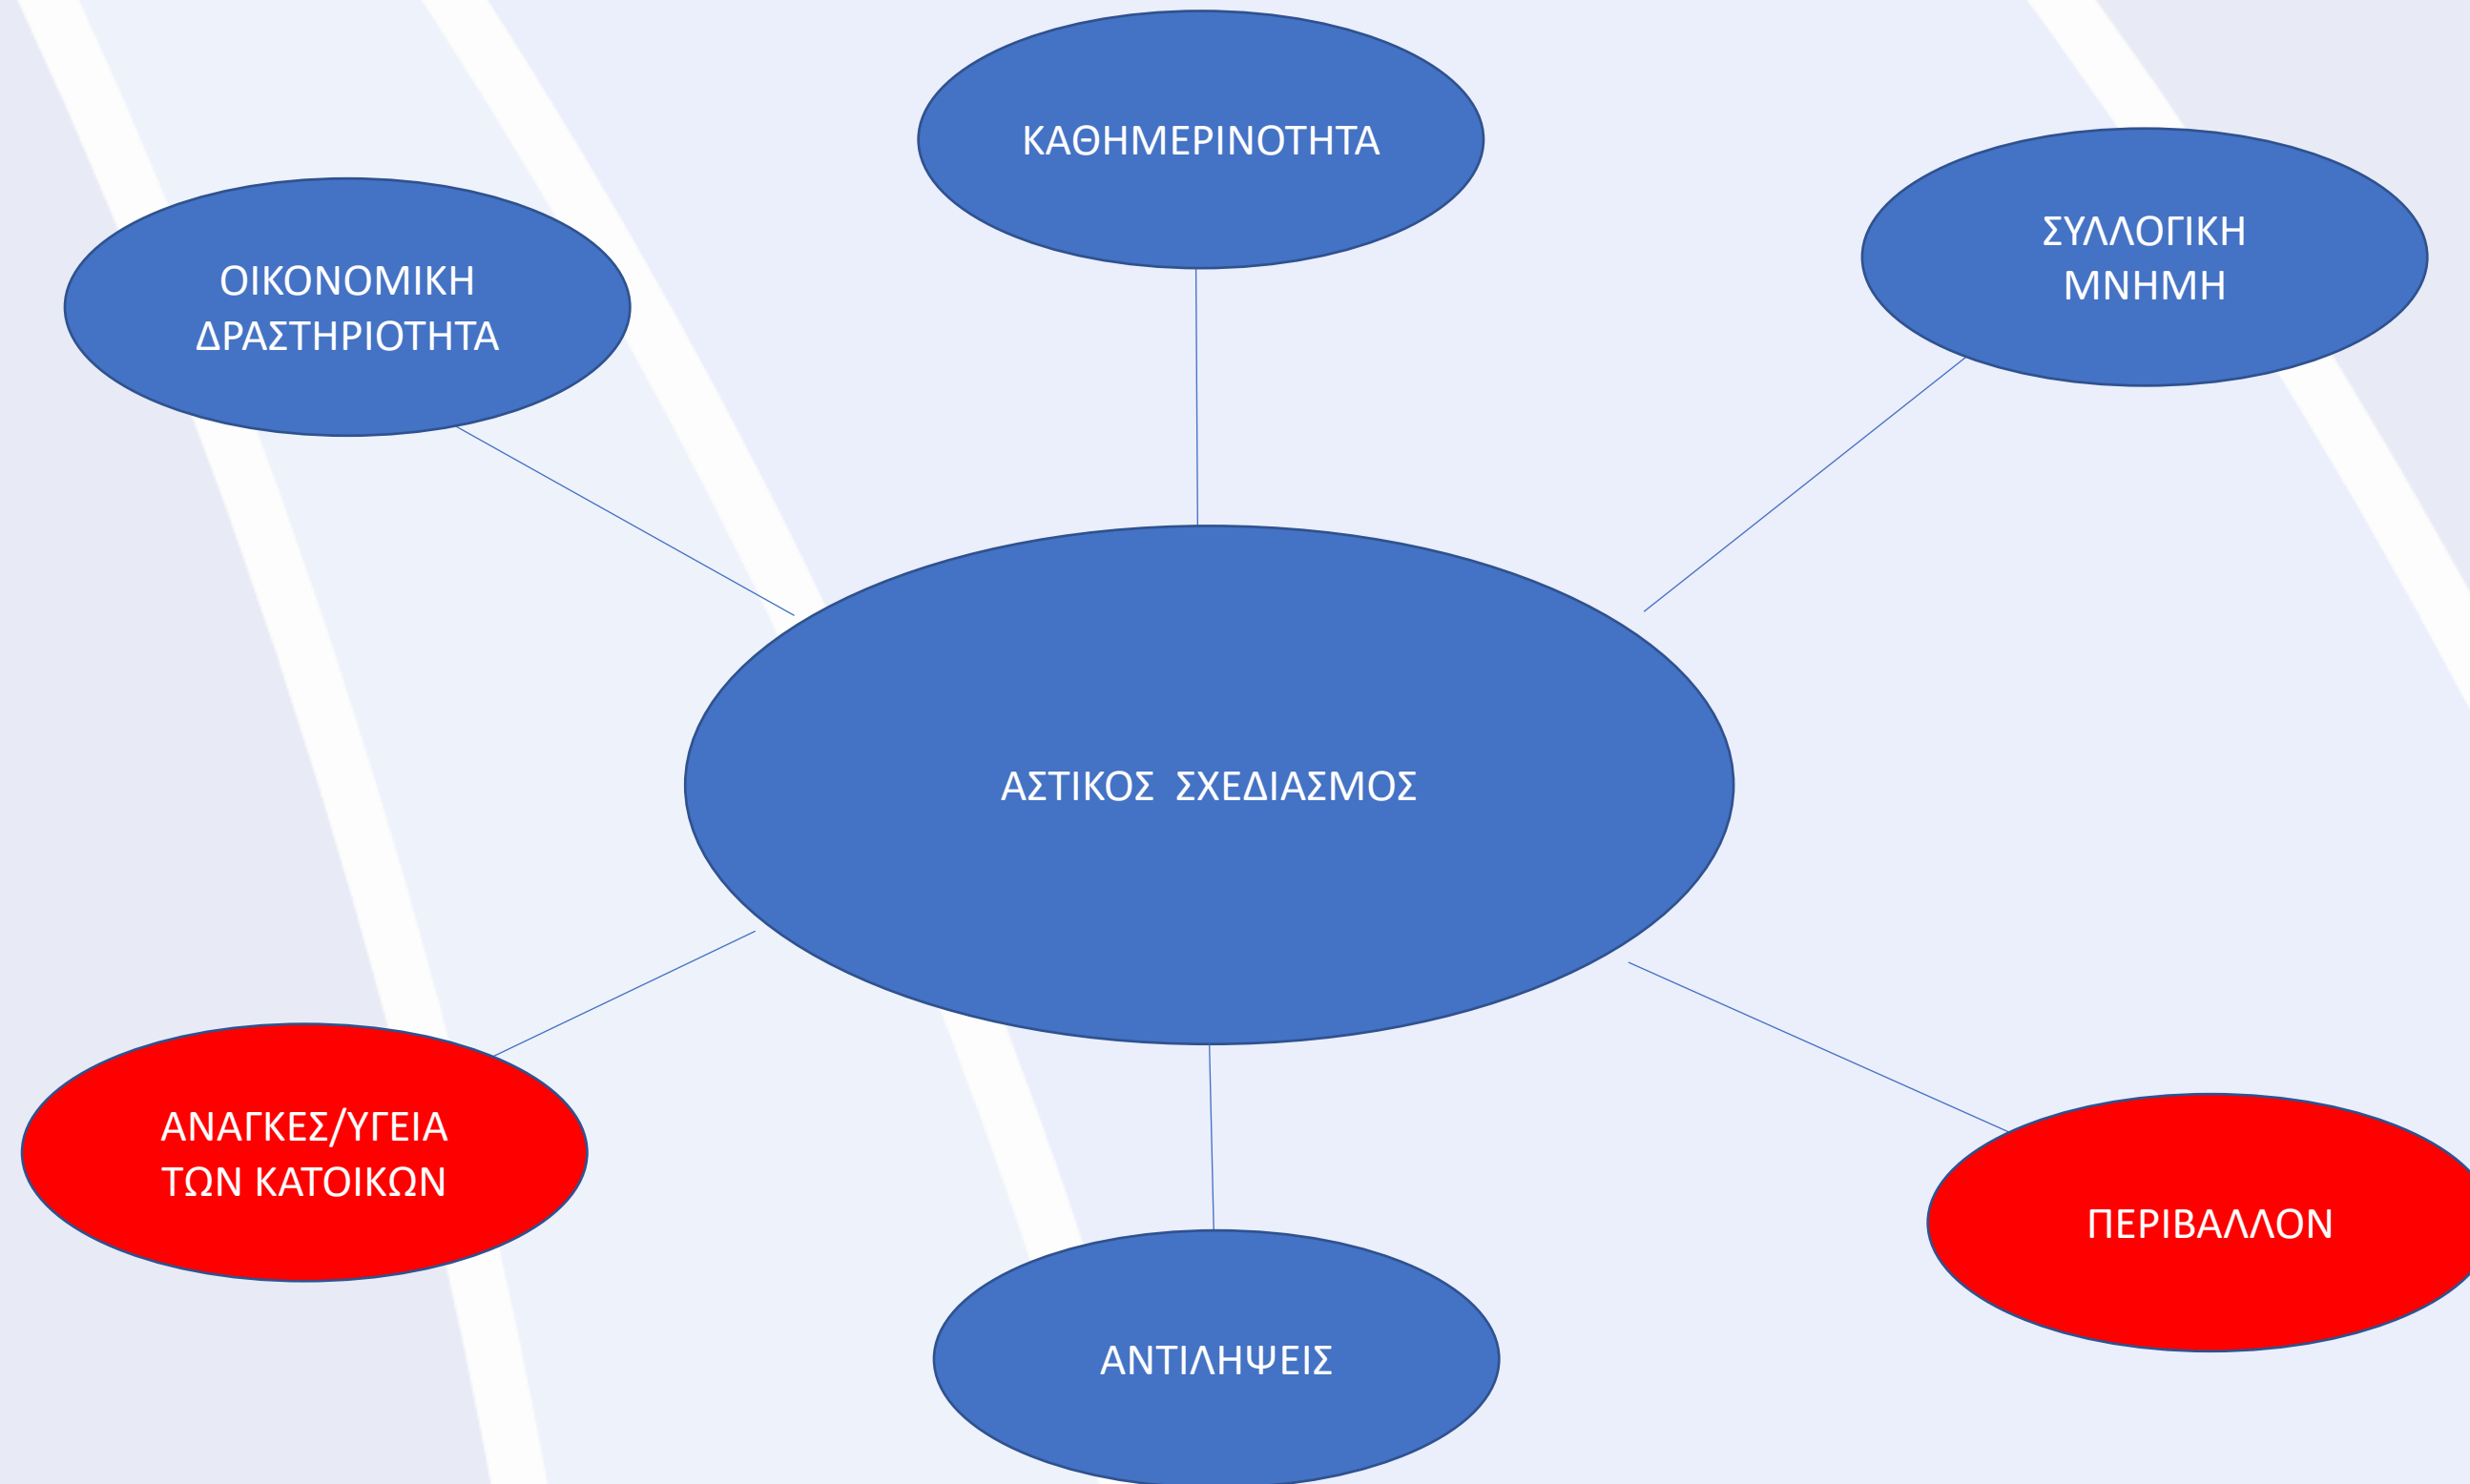 ΚΑΘΗΜΕΡΙΝΟΤΗΤΑ
ΣΥΛΛΟΓΙΚΗ
ΜΝΗΜΗ
ΟΙΚΟΝΟΜΙΚΗ
ΔΡΑΣΤΗΡΙΟΤΗΤΑ
ΑΣΤΙΚΟΣ  ΣΧΕΔΙΑΣΜΟΣ
ΑΝΑΓΚΕΣ/ΥΓΕΙΑ
ΤΩΝ ΚΑΤΟΙΚΩΝ
ΠΕΡΙΒΑΛΛΟΝ
ΑΝΤΙΛΗΨΕΙΣ